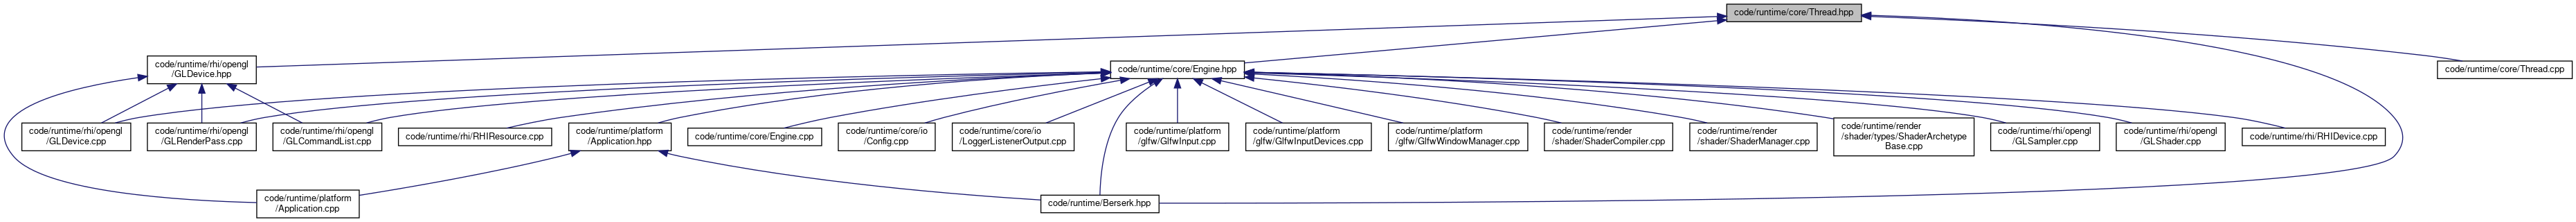 code/runtime/core/Thread.hpp
code/runtime/rhi/opengl
/GLDevice.hpp
code/runtime/core/Engine.hpp
code/runtime/core/Thread.cpp
code/runtime/rhi/opengl
/GLDevice.cpp
code/runtime/rhi/opengl
/GLRenderPass.cpp
code/runtime/rhi/opengl
/GLCommandList.cpp
code/runtime/rhi/RHIResource.cpp
code/runtime/platform
/Application.hpp
code/runtime/core/Engine.cpp
code/runtime/core/io
/Config.cpp
code/runtime/core/io
/LoggerListenerOutput.cpp
code/runtime/platform
/glfw/GlfwInput.cpp
code/runtime/platform
/glfw/GlfwInputDevices.cpp
code/runtime/platform
/glfw/GlfwWindowManager.cpp
code/runtime/render
/shader/ShaderCompiler.cpp
code/runtime/render
/shader/ShaderManager.cpp
code/runtime/render
/shader/types/ShaderArchetype
Base.cpp
code/runtime/rhi/opengl
/GLSampler.cpp
code/runtime/rhi/opengl
/GLShader.cpp
code/runtime/rhi/RHIDevice.cpp
code/runtime/platform
/Application.cpp
code/runtime/Berserk.hpp